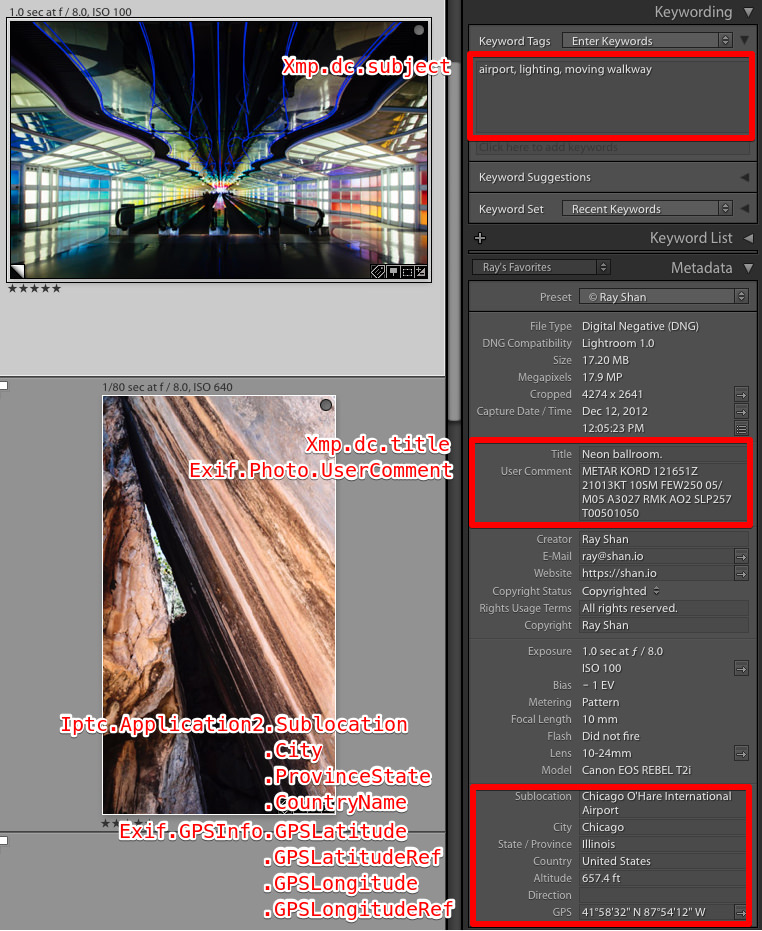 1.0 sec at f / 8.0, ISO 100
Xmp.dc.subject
★★★★★
1/80 sec at f / 8.0, ISO 640
Xmp.dc.title
Exif.Photo.UserComment
Iptc.Application2.Sublocation
.City
.ProvinceState
.CountryName
★★★
Exif.GPSInfo.GPSLatitude
.GPSLatitudeRef
.GPSLongitude
.GPSLongitudeRef
Keywording
Keyword Tags Enter Keywords
airport, lighting, moving walkway
Click here to add keywords
Keyword Suggestions
Keyword Set Recent Keywords
+ Keyword List
Ray's Favorites Metadata
Preset © Ray Shan
File Type Digital Negative (DNG)
DNG Compatibility Lightroom 1.0
Size 17.20 MB
Megapixels 17.9 MP
Cropped 4274 x 2641
Capture Date / Time Dec 12, 2012
12:05:23 PM
Title Neon ballroom.
User Comment METAR KORD 121651Z
21013KT 10SM FEW250 05/
M05 A3027 RMK AO2 SLP257
T00501050
Creator Ray Shan
E-Mail ray@shan.io
Website https://shan.io
Copyright Status Copyrighted
Rights Usage Terms All rights reserved.
Copyright Ray Shan
Exposure 1.0 sec at ƒ / 8.0
ISO 100
Bias − 1 EV
Metering Pattern
Focal Length 10 mm
Flash Did not fire
Lens 10-24mm
Model Canon EOS REBEL T2i
Sublocation Chicago O'Hare International
Airport
City Chicago
State / Province Illinois
Country United States
Altitude 657.4 ft
Direction
GPS 41°58'32" N 87°54'12" W